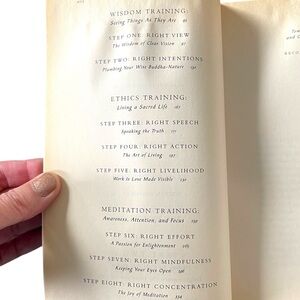 WISDOM TRAINING:
Seeing Things As They Are
STEP ONE: RIGHT VIEW
The Wisdom of Clear Vision
STEP TWO: RIGHT INTENTIONS
Plumbing Your Wise Buddha-Nature
ETHICS TRAINING:
Living a Sacred Life
STEP THREE: RIGHT SPEECH
Speaking the Truth
STEP FOUR: RIGHT ACTION
The Art of Living
STEP FIVE: RIGHT LIVELIHOOD
Work Is Love Made Visible
MEDITATION TRAINING:
Awareness, Attention, and Focus
STEP SIX: RIGHT EFFORT
A Passion for Enlightenment
STEP SEVEN: RIGHT MINDFULNESS
Keeping Your Eyes Open
STEP EIGHT: RIGHT CONCENTRATION
The Joy of Meditation